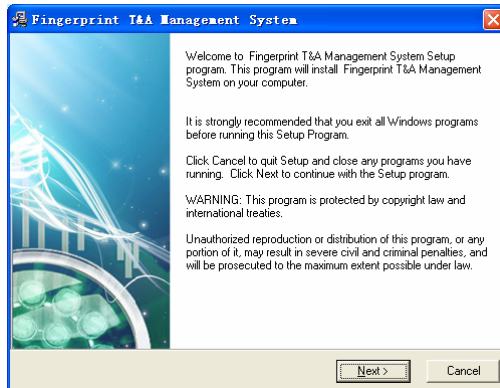 Fingerprint T&A Management System
Welcome to Fingerprint T&A Management System Setup
program. This program will install Fingerprint T&A Management
System on your computer.
It is strongly recommended that you exit all Windows programs
before running this Setup Program.
Click Cancel to quit Setup and close any programs you have
running. Click Next to continue with the Setup program.
WARNING: This program is protected by copyright law and
international treaties.
Unauthorized reproduction or distribution of this program, or any
portion of it, may result in severe civil and criminal penalties, and
will be prosecuted to the maximum extent possible under law.
Next >
Cancel